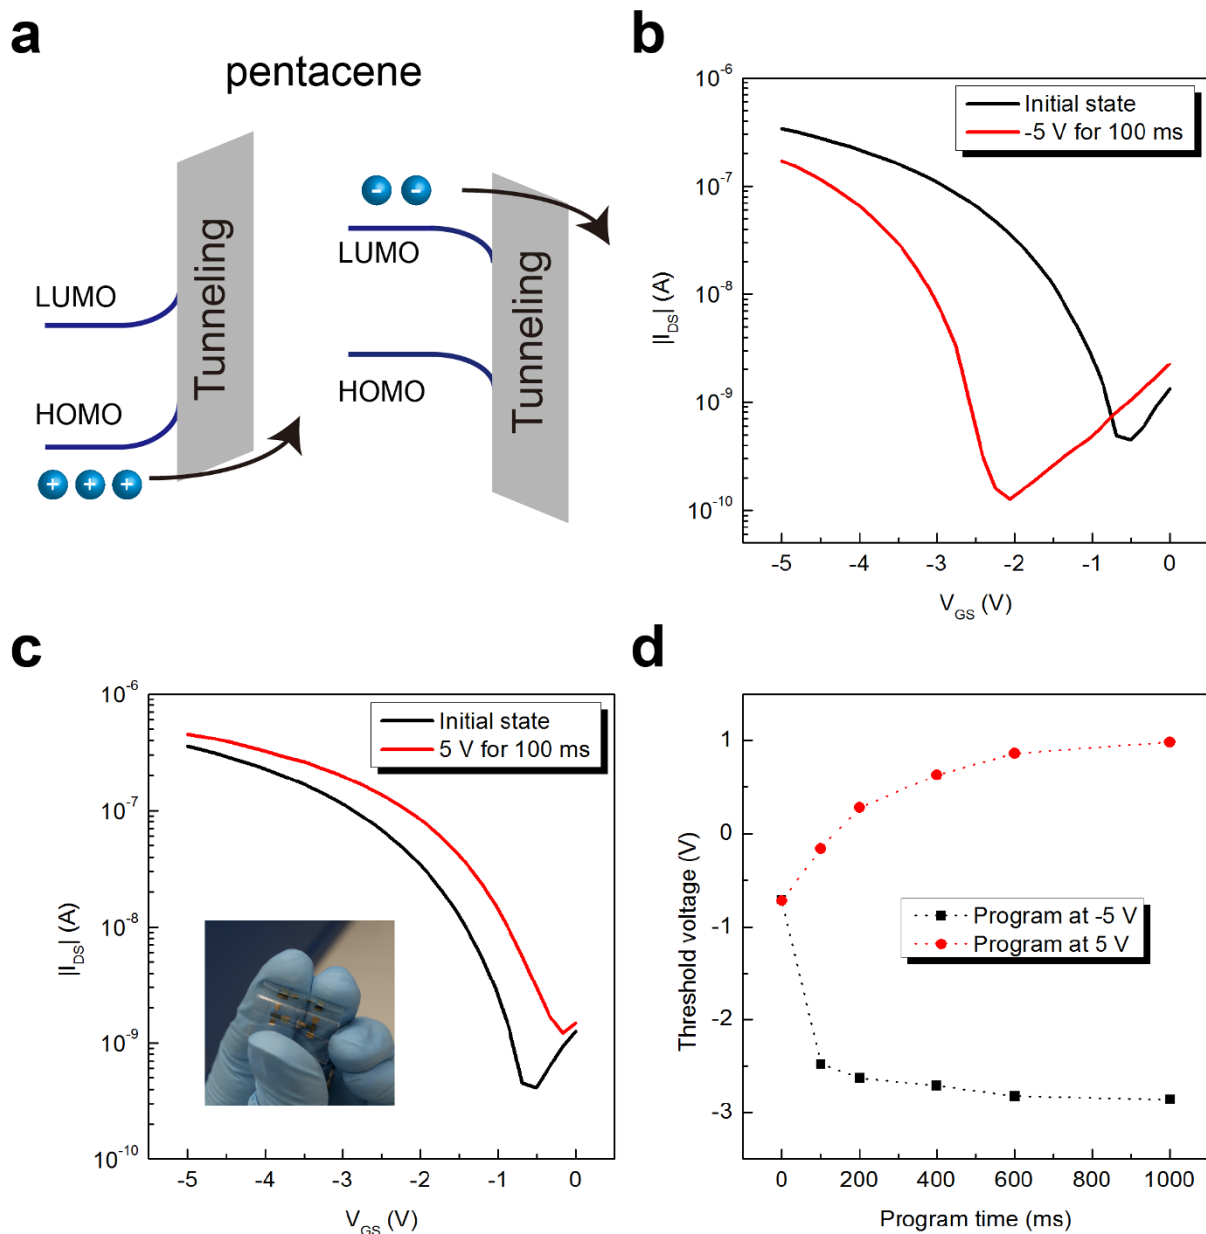 a
pentacene
LUMO
HOMO
Tunneling
+ + +
- -
LUMO
HOMO
Tunneling
b
Initial state
-5 V for 100 ms
10⁻⁶
10⁻⁷
10⁻⁸
10⁻⁹
10⁻¹⁰
|I_DS| (A)
-5 -4 -3 -2 -1 0
V_GS (V)
c
Initial state
5 V for 100 ms
10⁻⁶
10⁻⁷
10⁻⁸
10⁻⁹
10⁻¹⁰
|I_DS| (A)
-5 -4 -3 -2 -1 0
V_GS (V)
d
1
0
-1
-2
-3
Threshold voltage (V)
Program at -5 V
Program at 5 V
0 200 400 600 800 1000
Program time (ms)